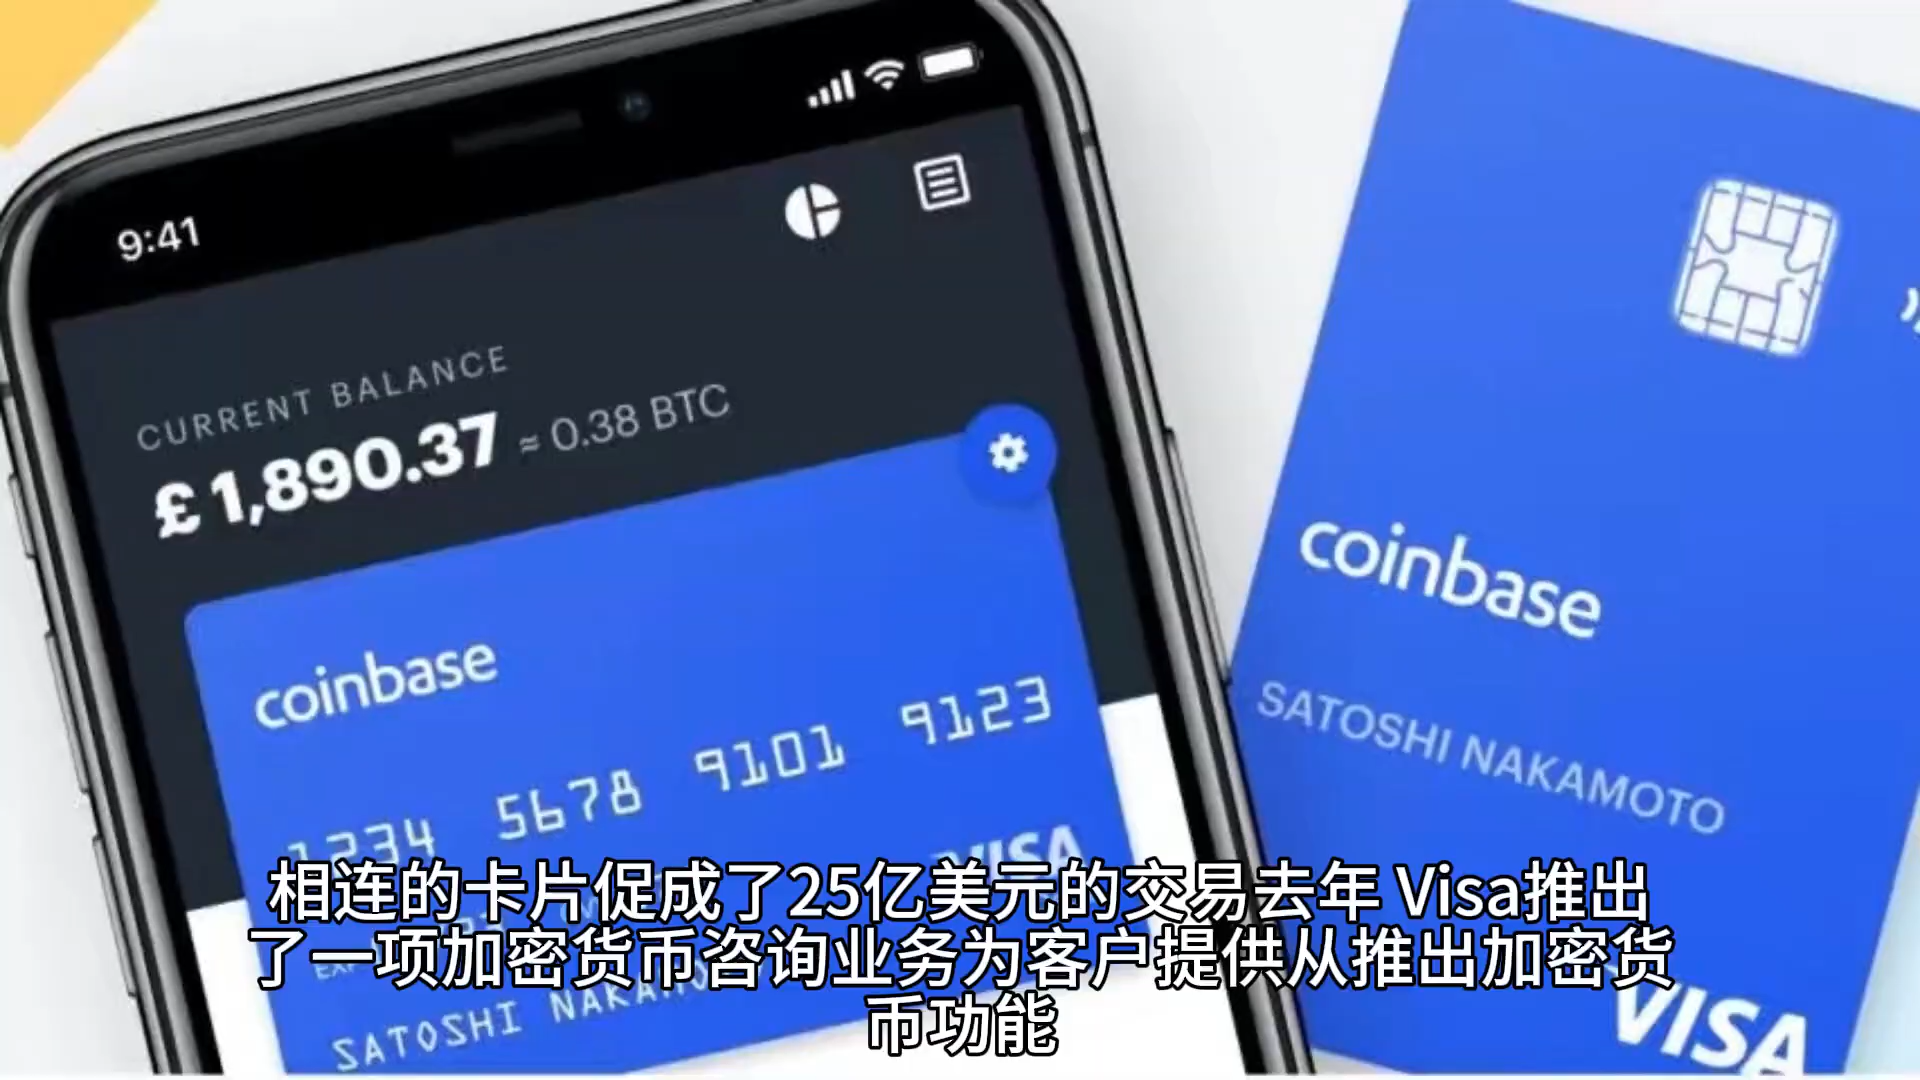 9:41
CURRENT BALANCE
£1,890.37 ≈ 0.38 BTC
coinbase
1234 5678 9101 9123
VISA
SATOSHI
coinbase
SATOSHI NAKAMOTO
VISA
相连的卡片促成了25亿美元的交易去年 Visa推出
了一项加密货币咨询业务为客户提供从推出加密货
币功能